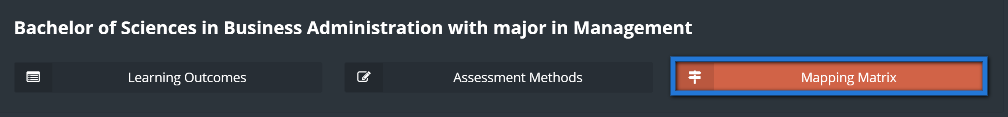 Bachelor of Sciences in Business Administration with major in Management
Learning Outcomes
Assessment Methods
Mapping Matrix